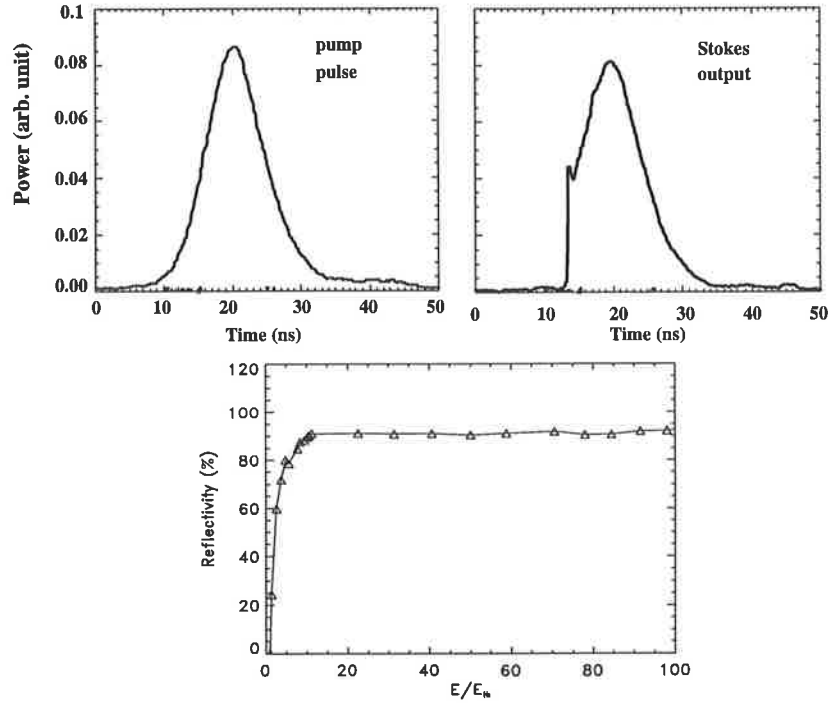 0.1
0.08
0.06
0.04
0.02
0.00
Power (arb. unit)
pump
pulse
0 10 20 30 40 50
Time (ns)
Stokes
output
0 10 20 30 40 50
Time (ns)
120
100
80
60
40
20
0
Reflectivity (%)
0 20 40 60 80 100